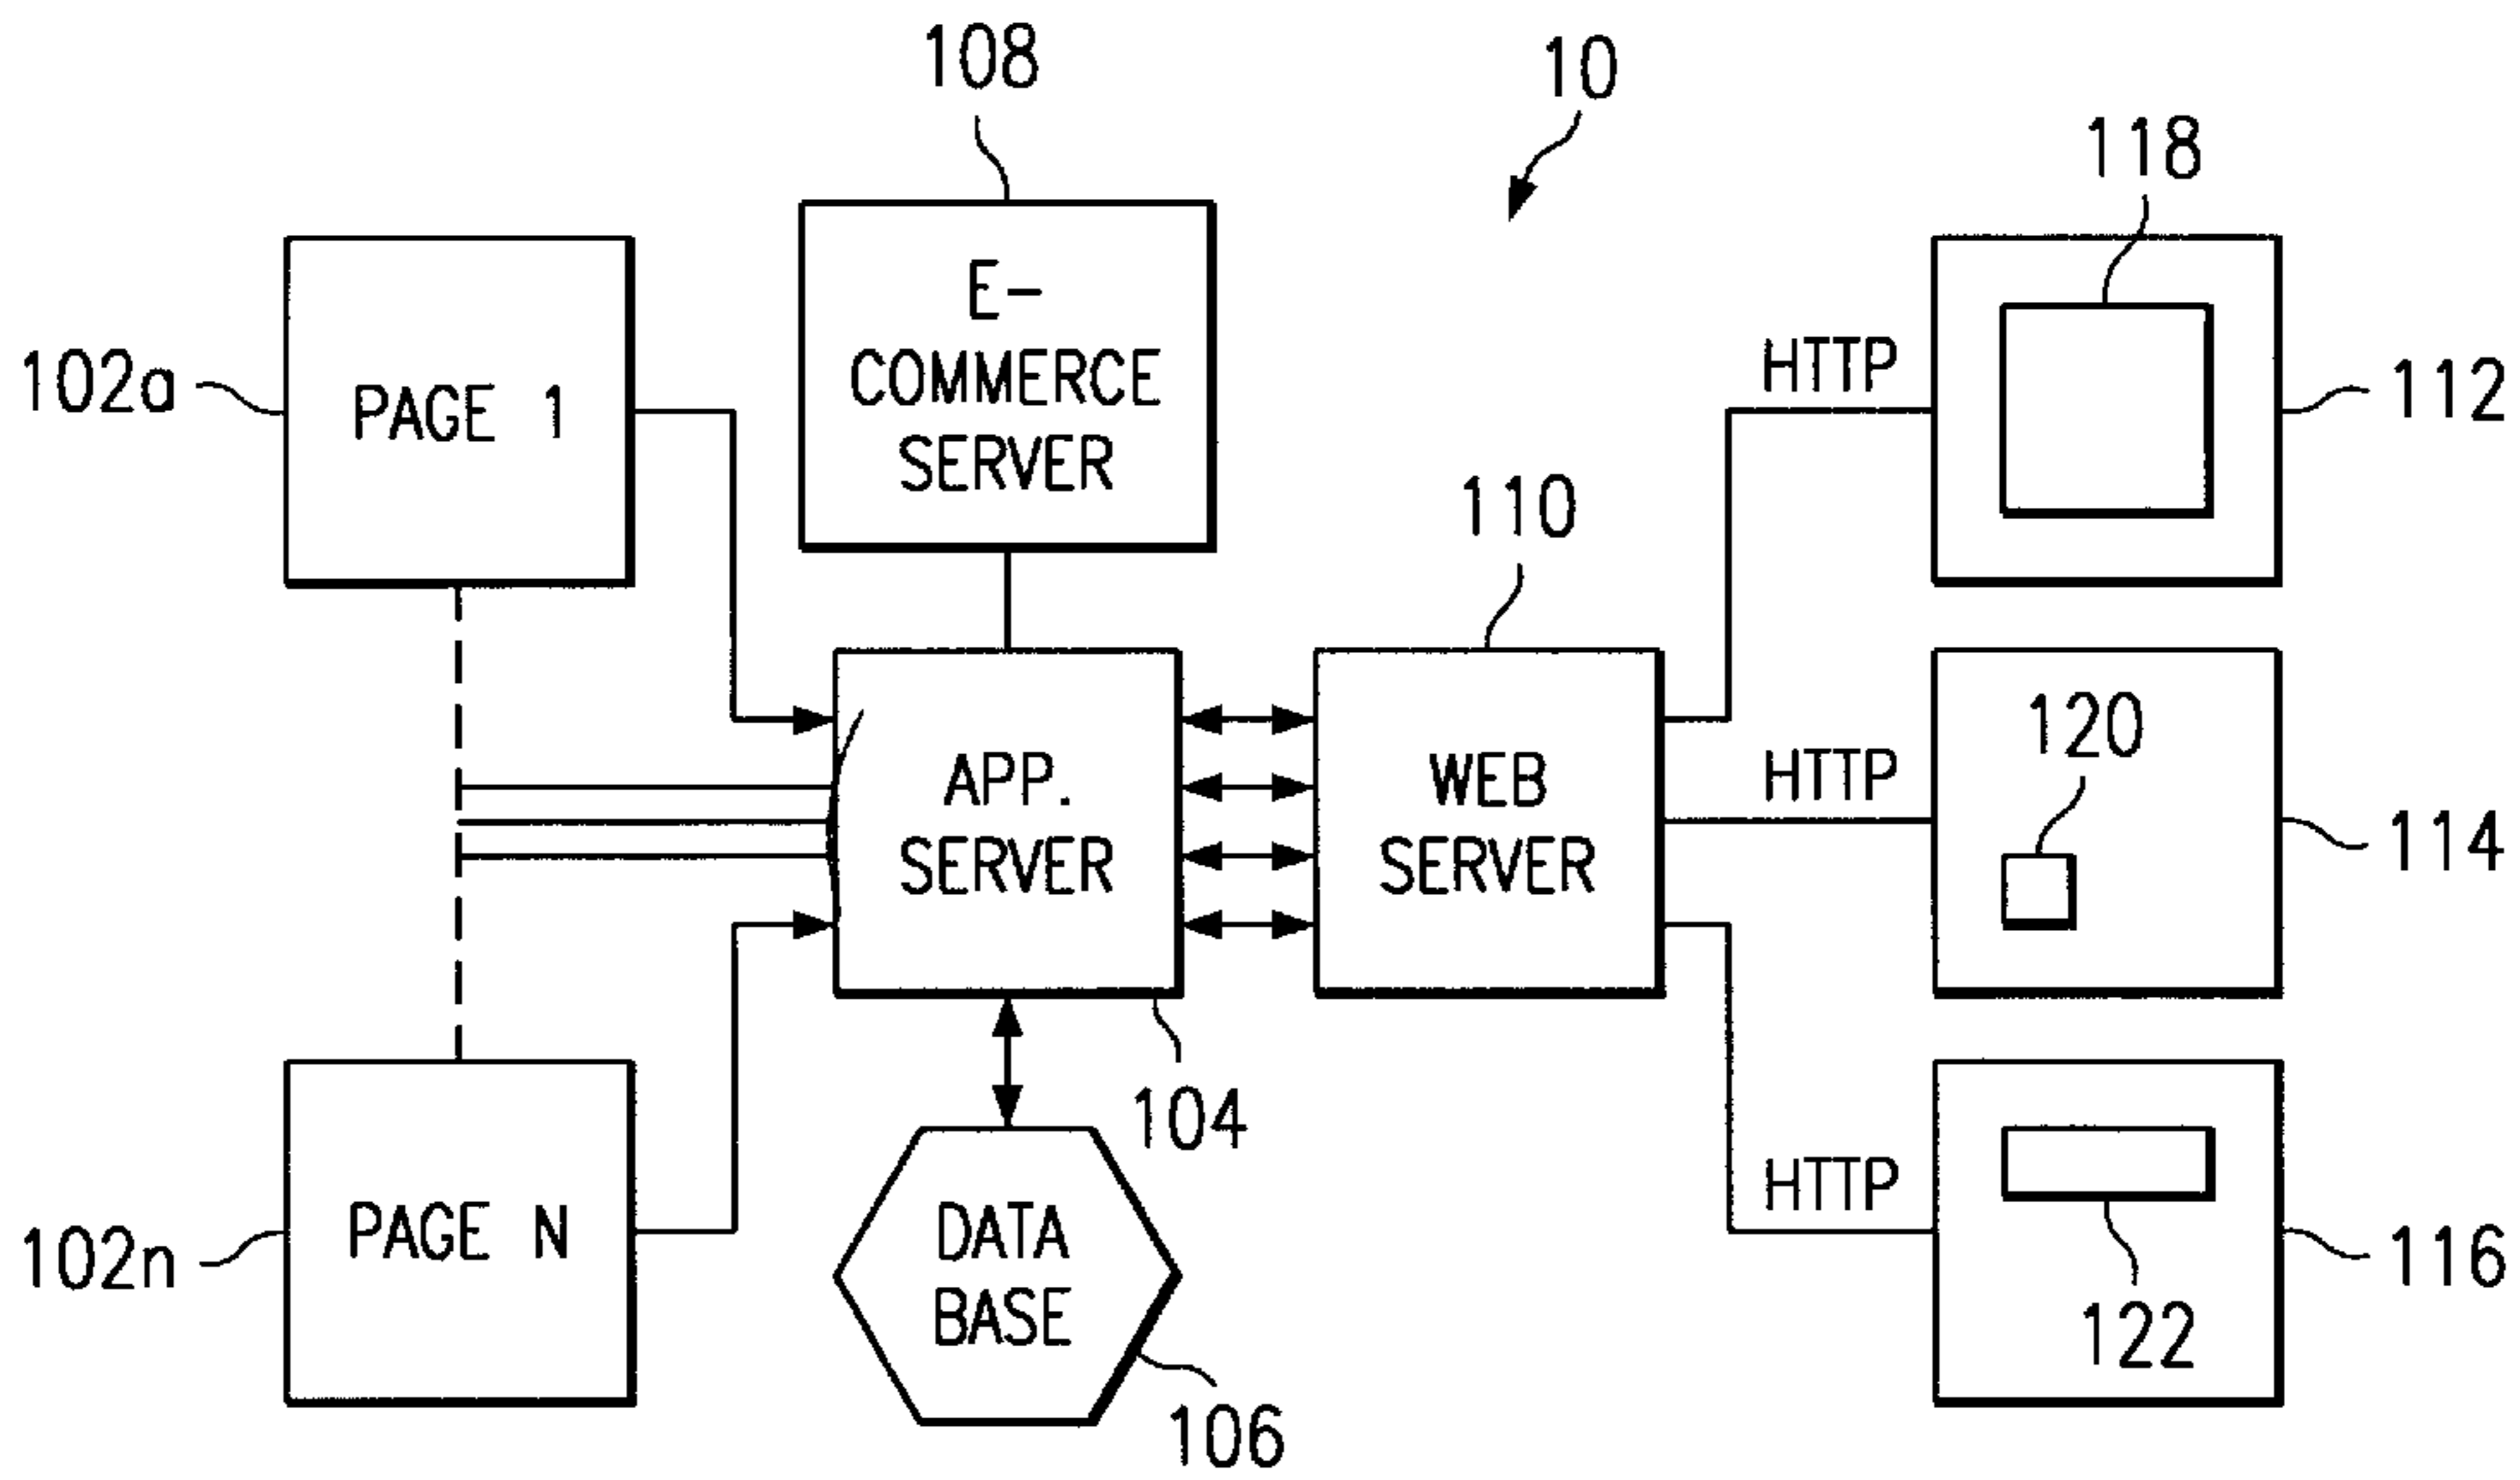 108
10
118
E-
COMMERCE
SERVER
102a
PAGE 1
HTTP
112
110
120
APP.
SERVER
WEB
SERVER
HTTP
114
104
102n
PAGE N
DATA
BASE
HTTP
116
122
106